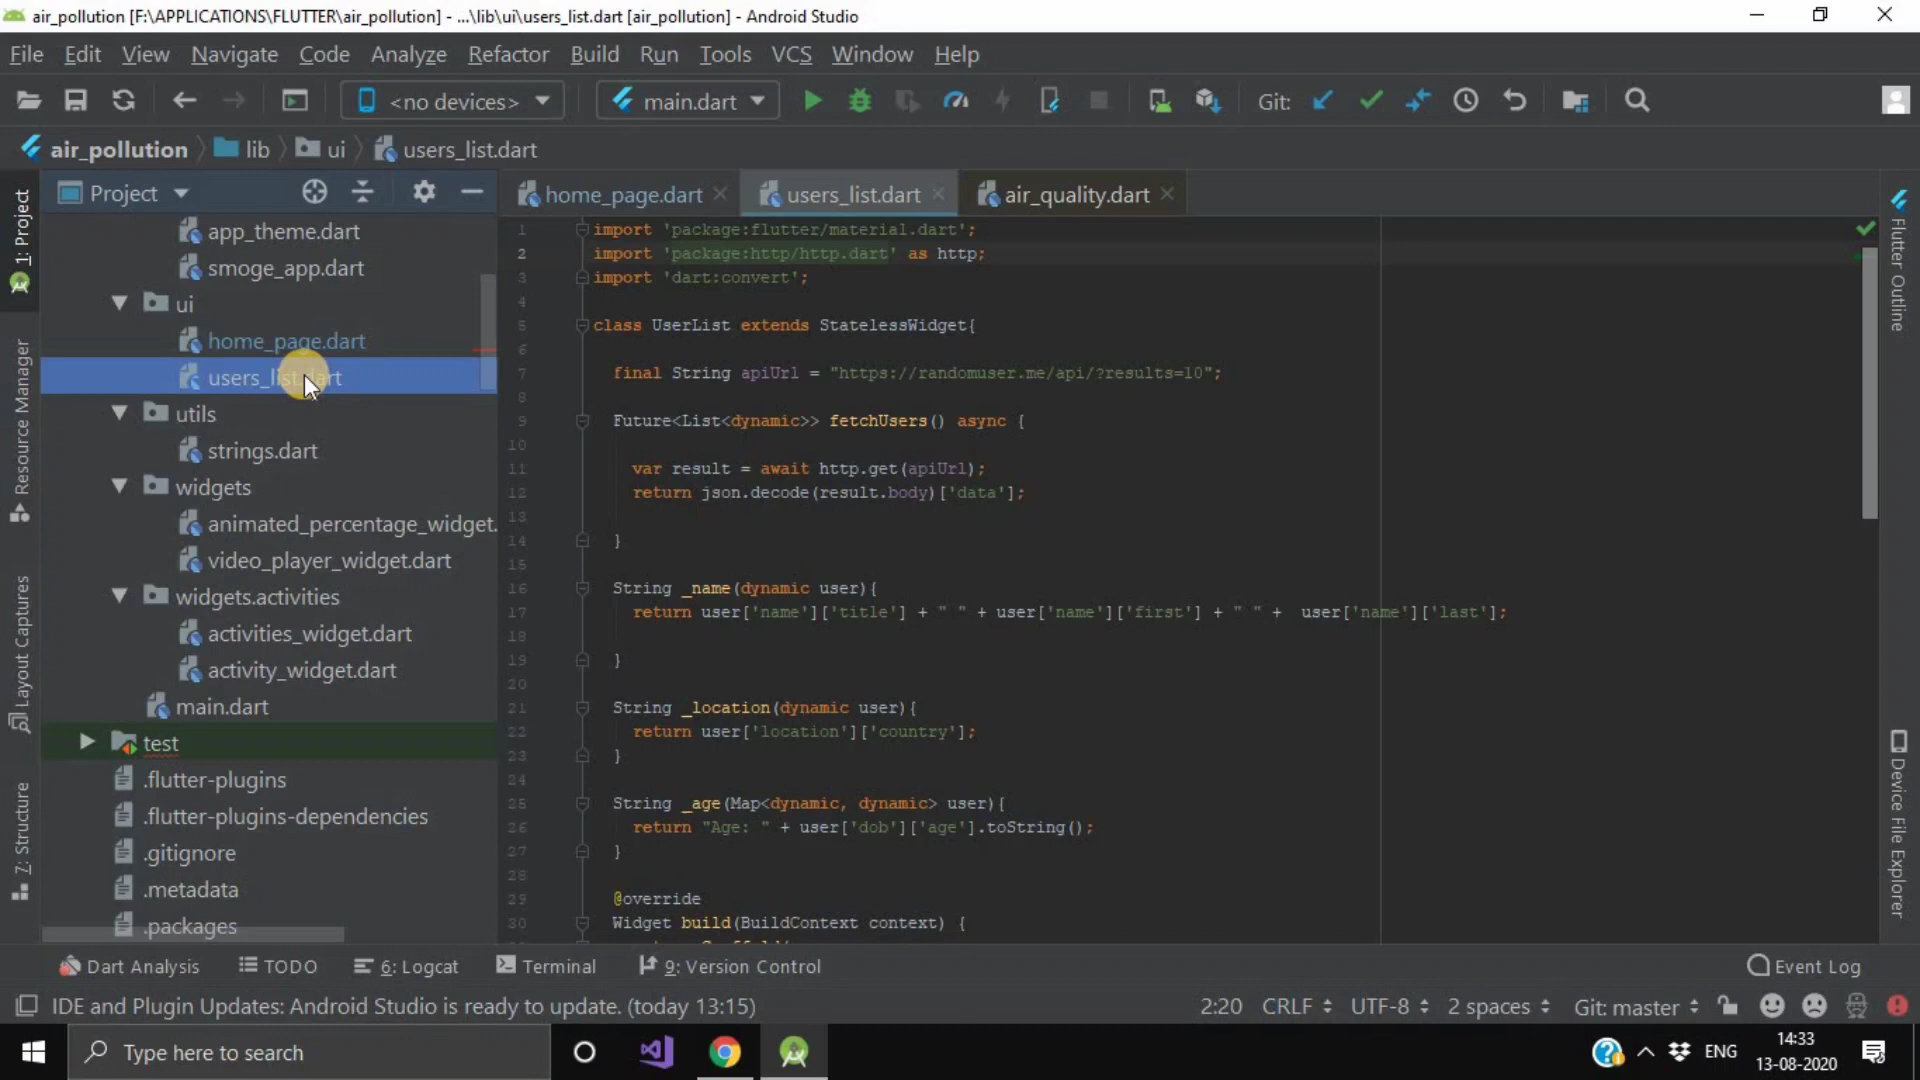 air_pollution [F:\APPLICATIONS\FLUTTER\air_pollution] - ...\lib\ui\users_list.dart [air_pollution] - Android Studio
File Edit View Navigate Code Analyze Refactor Build Run Tools VCS Window Help
<no devices> main.dart Git:
air_pollution lib ui users_list.dart
Project
home_page.dart users_list.dart air_quality.dart
1: Project
Resource Manager
Layout Captures
7: Structure
app_theme.dart
smoge_app.dart
ui
home_page.dart
users_list.dart
utils
strings.dart
widgets
animated_percentage_widget.
video_player_widget.dart
widgets.activities
activities_widget.dart
activity_widget.dart
main.dart
test
.flutter-plugins
.flutter-plugins-dependencies
.gitignore
.metadata
.packages
1 import 'package:flutter/material.dart';
2 import 'package:http/http.dart' as http;
3 import 'dart:convert';
4
5 class UserList extends StatelessWidget{
6
7 final String apiUrl = "https://randomuser.me/api/?results=10";
8
9 Future<List<dynamic>> fetchUsers() async {
10
11 var result = await http.get(apiUrl);
12 return json.decode(result.body)['data'];
13
14 }
15
16 String _name(dynamic user){
17 return user['name']['title'] + " " + user['name']['first'] + " " + user['name']['last'];
18
19 }
20
21 String _location(dynamic user){
22 return user['location']['country'];
23 }
24
25 String _age(Map<dynamic, dynamic> user){
26 return "Age: " + user['dob']['age'].toString();
27 }
28
29 @override
30 Widget build(BuildContext context) {
Flutter Outline
Device File Explorer
Dart Analysis TODO 6: Logcat Terminal 9: Version Control Event Log
IDE and Plugin Updates: Android Studio is ready to update. (today 13:15) 2:20 CRLF UTF-8 2 spaces Git: master
Type here to search ENG 14:33
13-08-2020